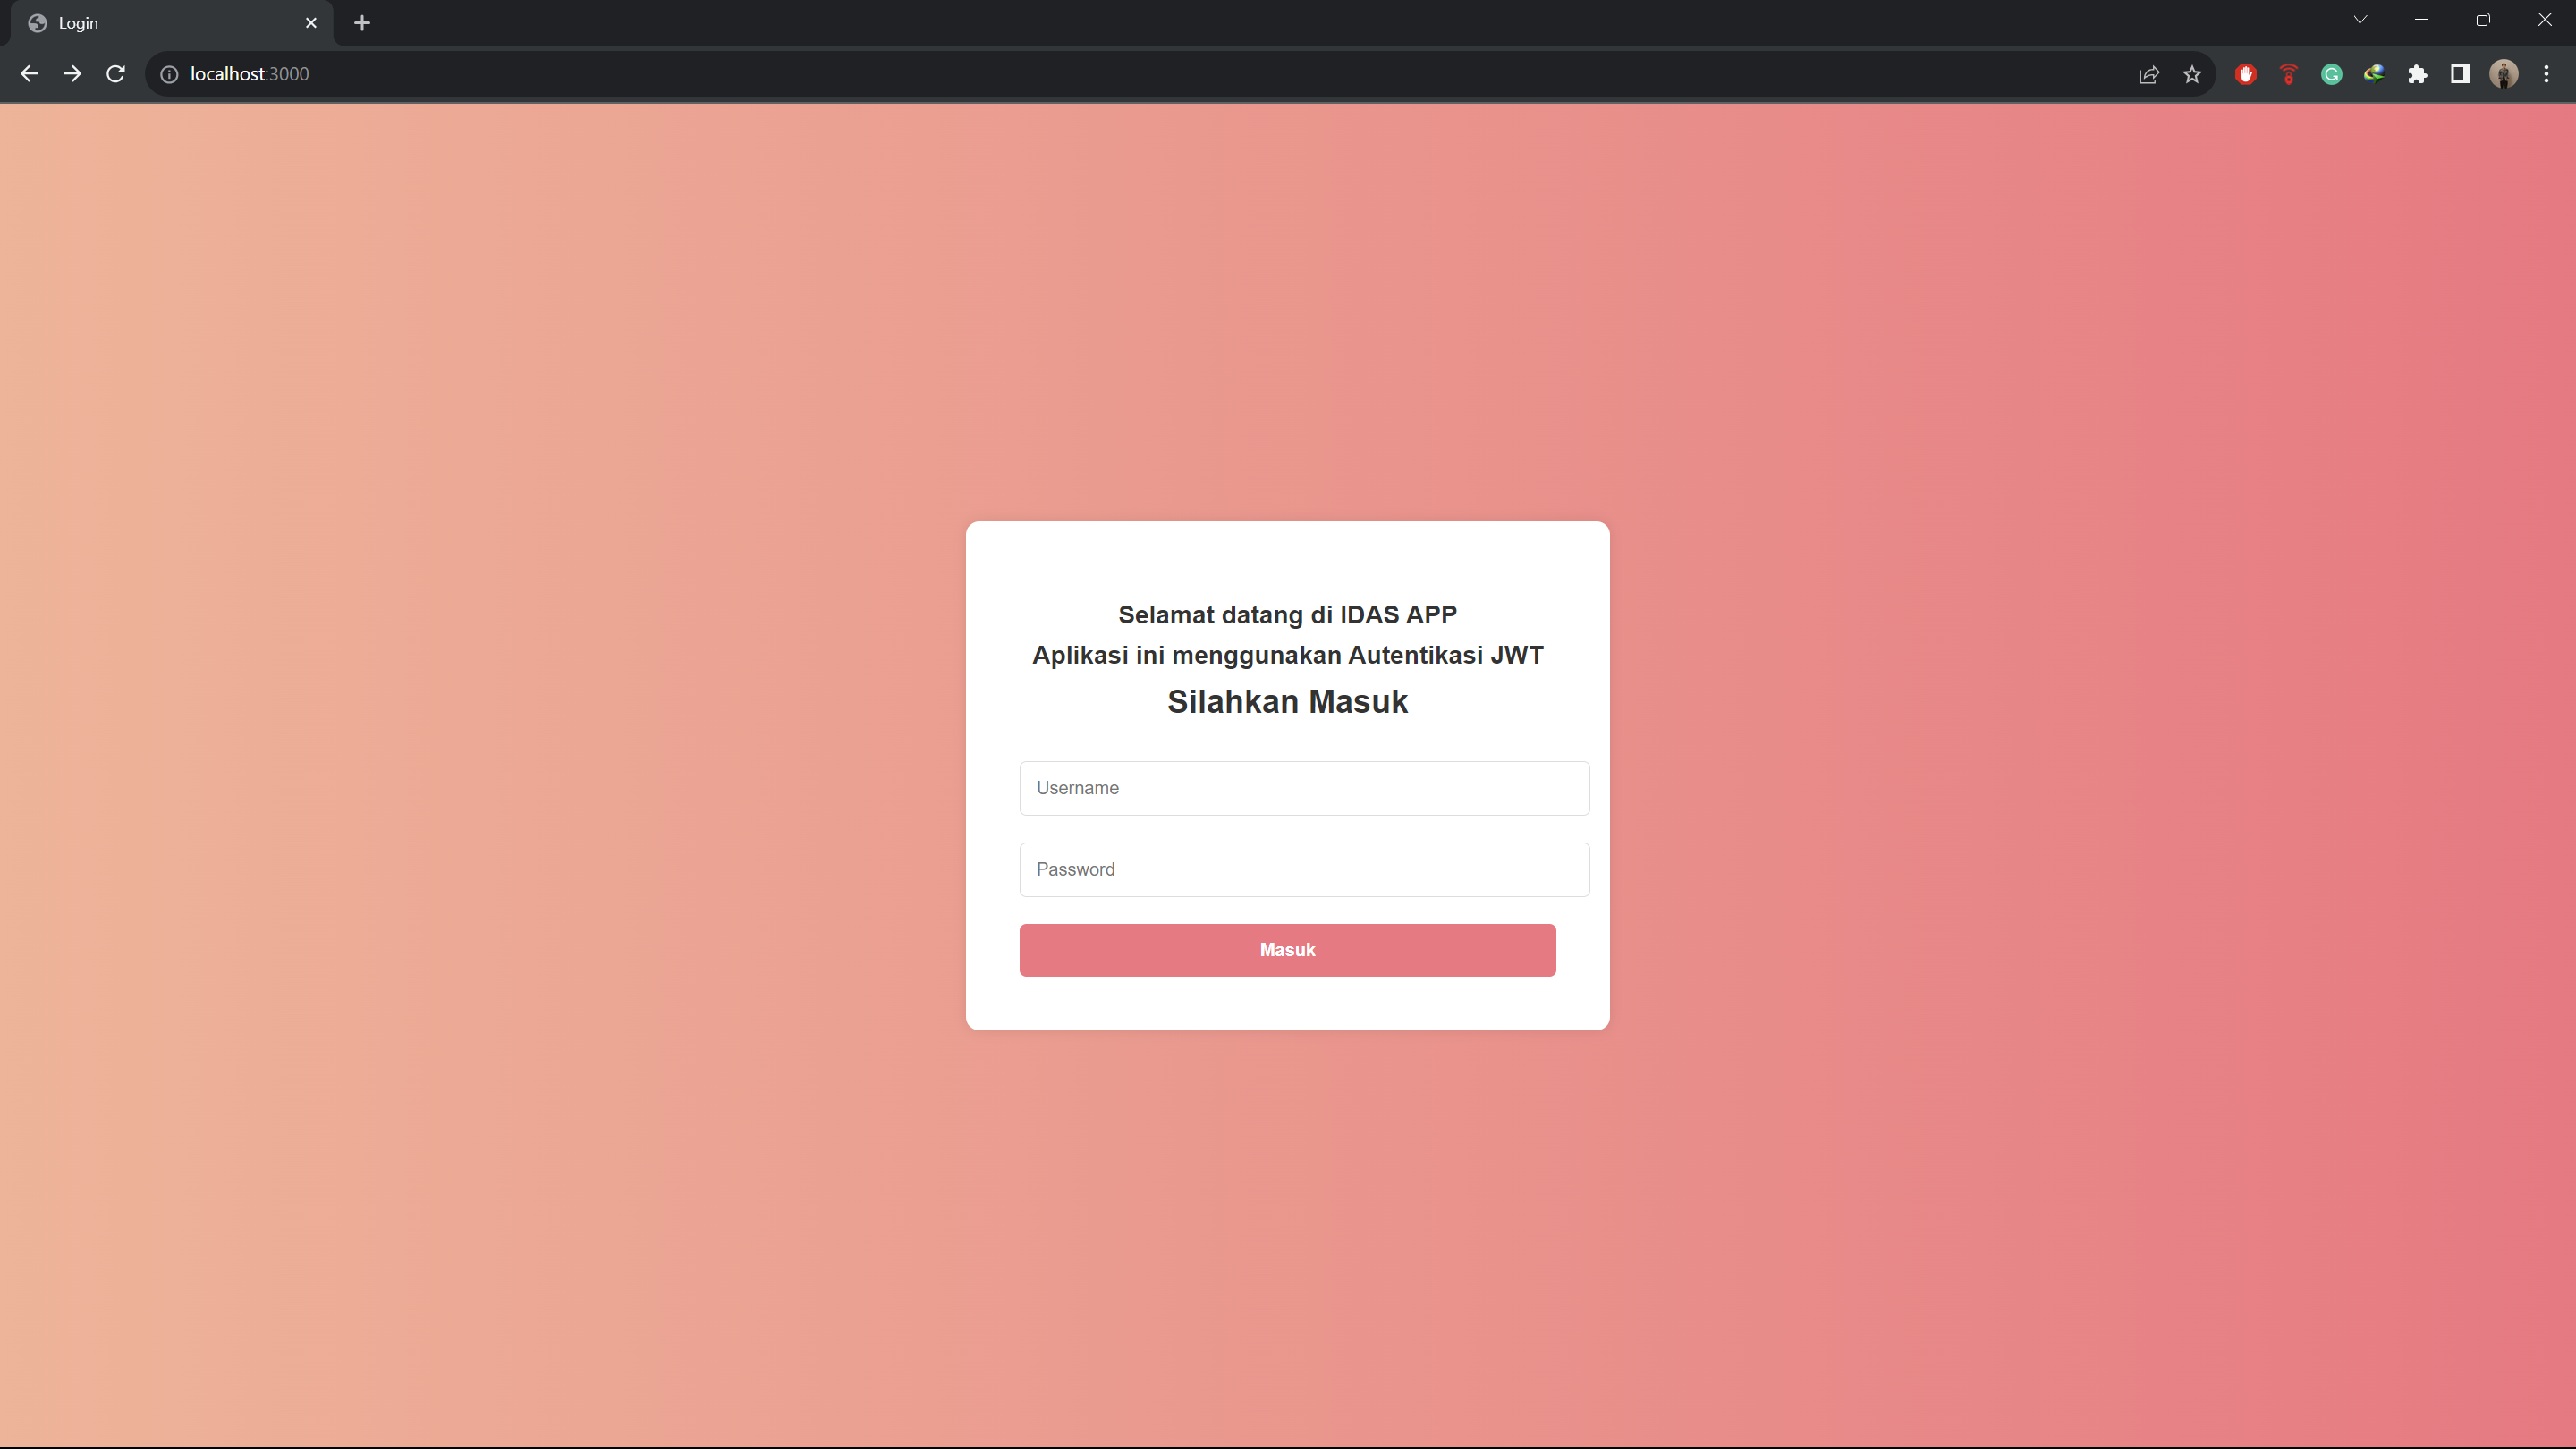 Login
localhost:3000
Selamat datang di IDAS APP
Aplikasi ini menggunakan Autentikasi JWT
Silahkan Masuk
Username
Password
Masuk